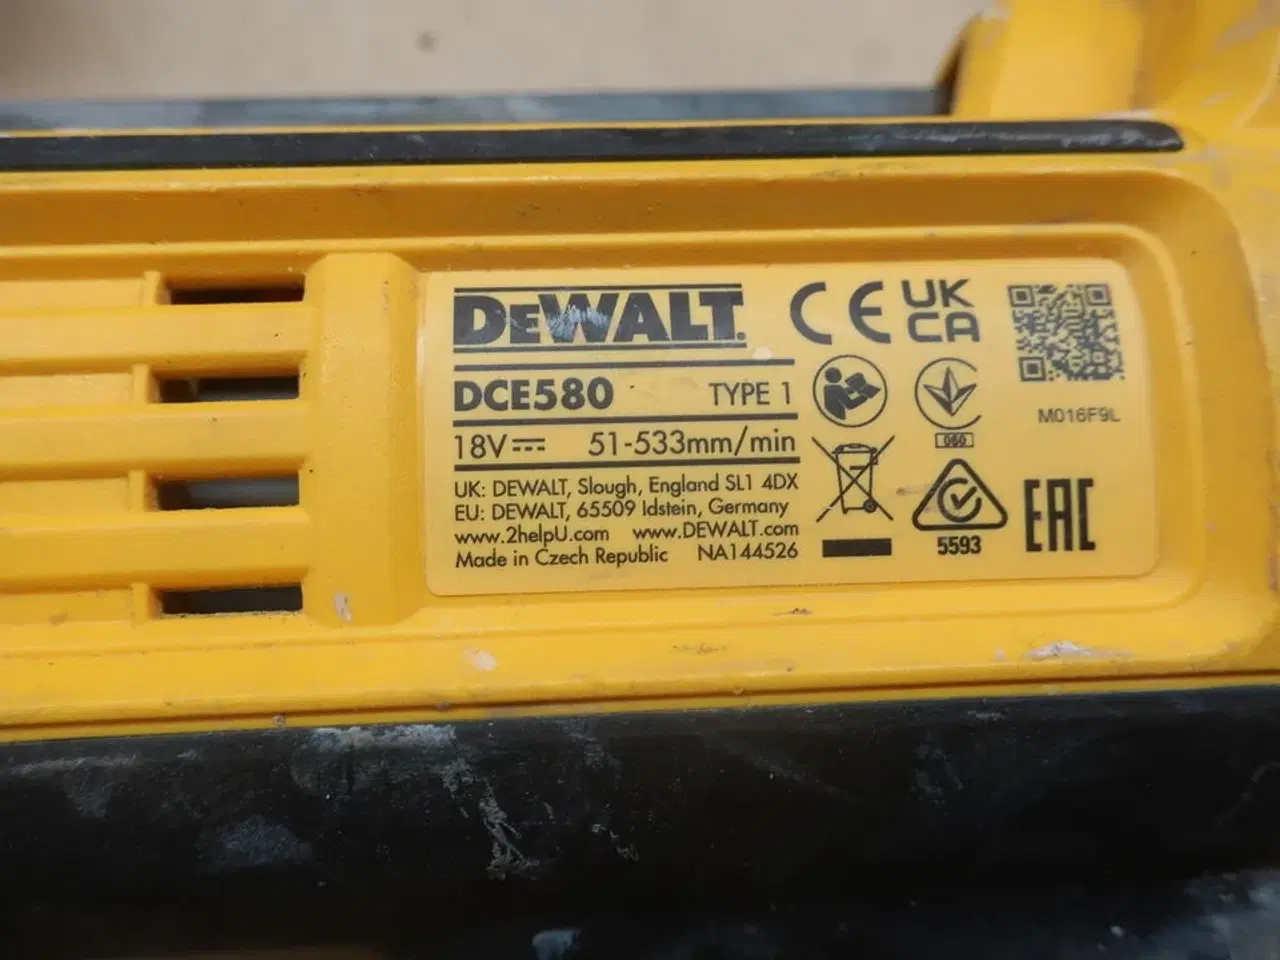 DEWALT
DCE580 TYPE 1
18V 51-533mm/min
UK: DEWALT, Slough, England SL1 4DX
EU: DEWALT, 65509 Idstein, Germany
www.2helpU.com www.DEWALT.com
Made in Czech Republic NA144526
CE UK
CA
M016F9L
060
5593
EAC